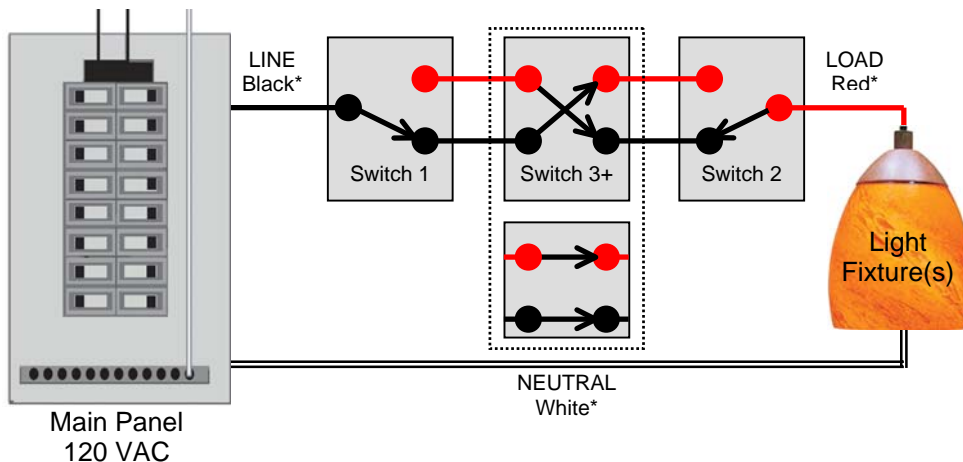 LINE
Black*
LOAD
Red*
Switch 1
Switch 3+
Switch 2
Light
Fixture(s)
NEUTRAL
White*
Main Panel
120 VAC